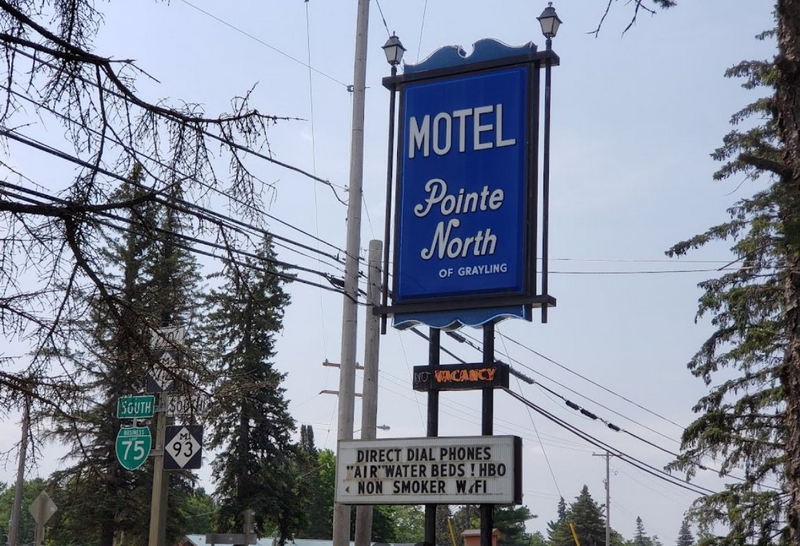 MOTEL
Pointe
North
OF GRAYLING
NO VACANCY
DIRECT DIAL PHONES
"AIR" WATER BEDS ! HBO
NON SMOKER WiFi
SOUTH
SOUTH
BUSINESS
75
M
93